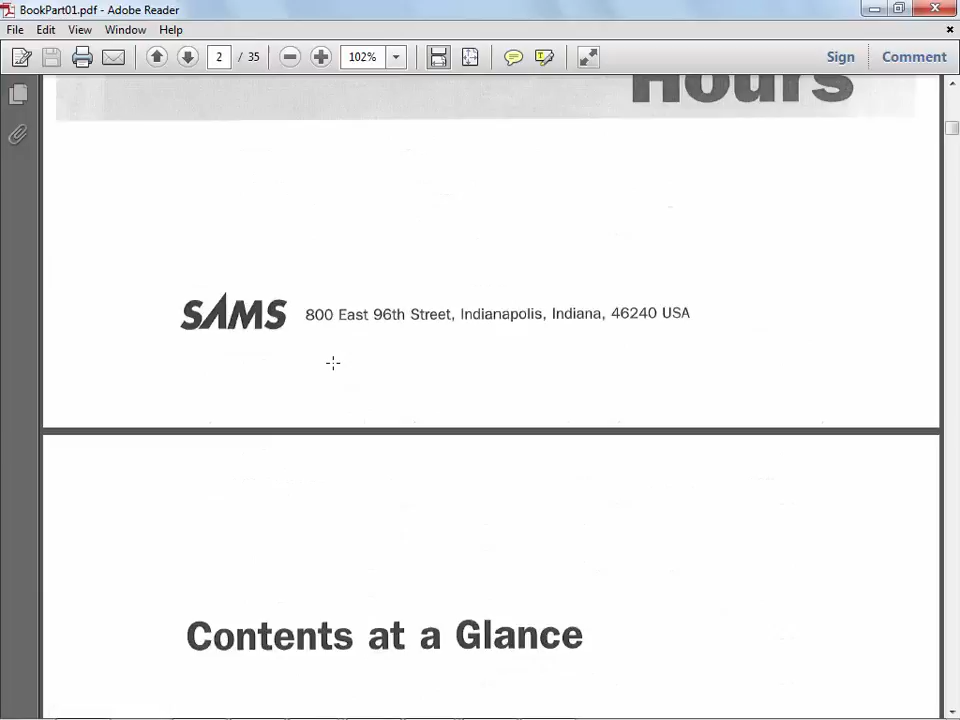 BookPart01.pdf - Adobe Reader
File Edit View Window Help
2 / 35 102% Sign Comment
Hours
SAMS 800 East 96th Street, Indianapolis, Indiana, 46240 USA
Contents at a Glance